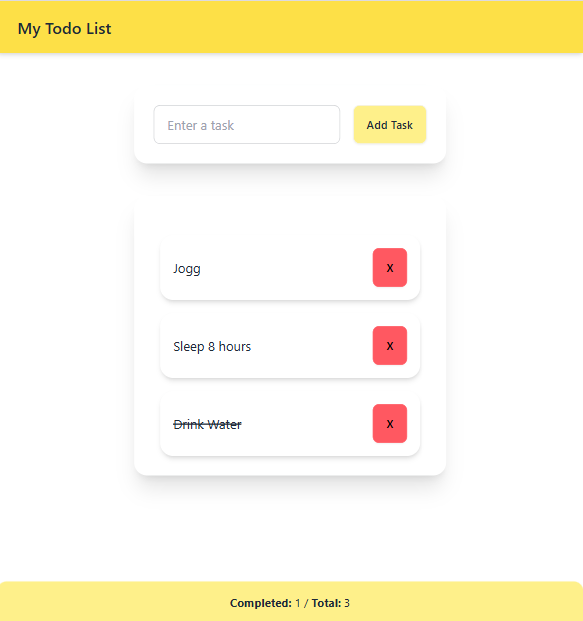 My Todo List
Enter a task
Add Task
Jogg
X
Sleep 8 hours
X
Drink Water
X
Completed: 1 / Total: 3